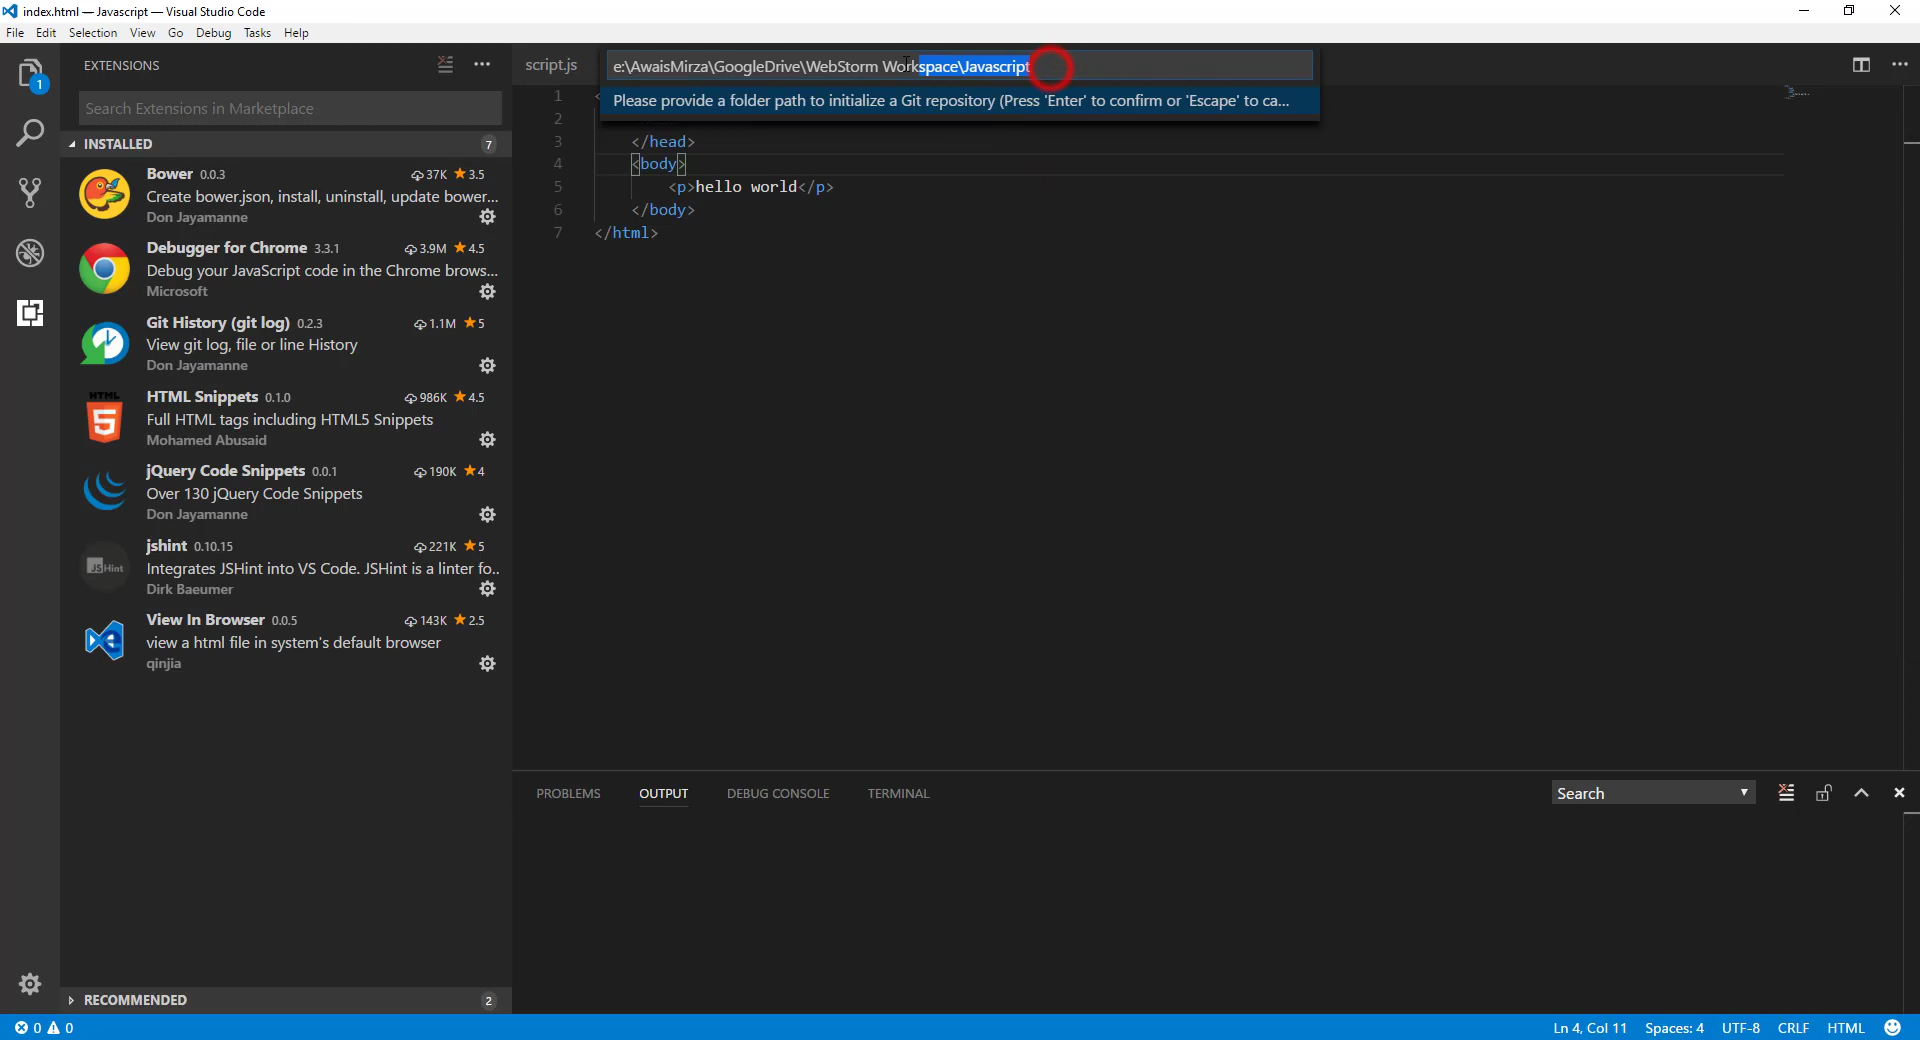 index.html — Javascript — Visual Studio Code
File Edit Selection View Go Debug Tasks Help
1
EXTENSIONS
Search Extensions in Marketplace
INSTALLED 7
Bower 0.0.3 37K 3.5
Create bower.json, install, uninstall, update bower...
Don Jayamanne
Debugger for Chrome 3.3.1 3.9M 4.5
Debug your JavaScript code in the Chrome brows...
Microsoft
Git History (git log) 0.2.3 1.1M 5
View git log, file or line History
Don Jayamanne
HTML
HTML Snippets 0.1.0 986K 4.5
Full HTML tags including HTML5 Snippets
Mohamed Abusaid
jQuery Code Snippets 0.0.1 190K 4
Over 130 jQuery Code Snippets
Don Jayamanne
JSHint
jshint 0.10.15 221K 5
Integrates JSHint into VS Code. JSHint is a linter fo...
Dirk Baeumer
View In Browser 0.0.5 143K 2.5
view a html file in system's default browser
qinjia
RECOMMENDED 2
script.js
e:\AwaisMirza\GoogleDrive\WebStorm Workspace\Javascript
Please provide a folder path to initialize a Git repository (Press 'Enter' to confirm or 'Escape' to ca...
1 <
2
3 </head>
4 <body>
5 <p>hello world</p>
6 </body>
7 </html>
PROBLEMS OUTPUT DEBUG CONSOLE TERMINAL Search
0 0 Ln 4, Col 11 Spaces: 4 UTF-8 CRLF HTML